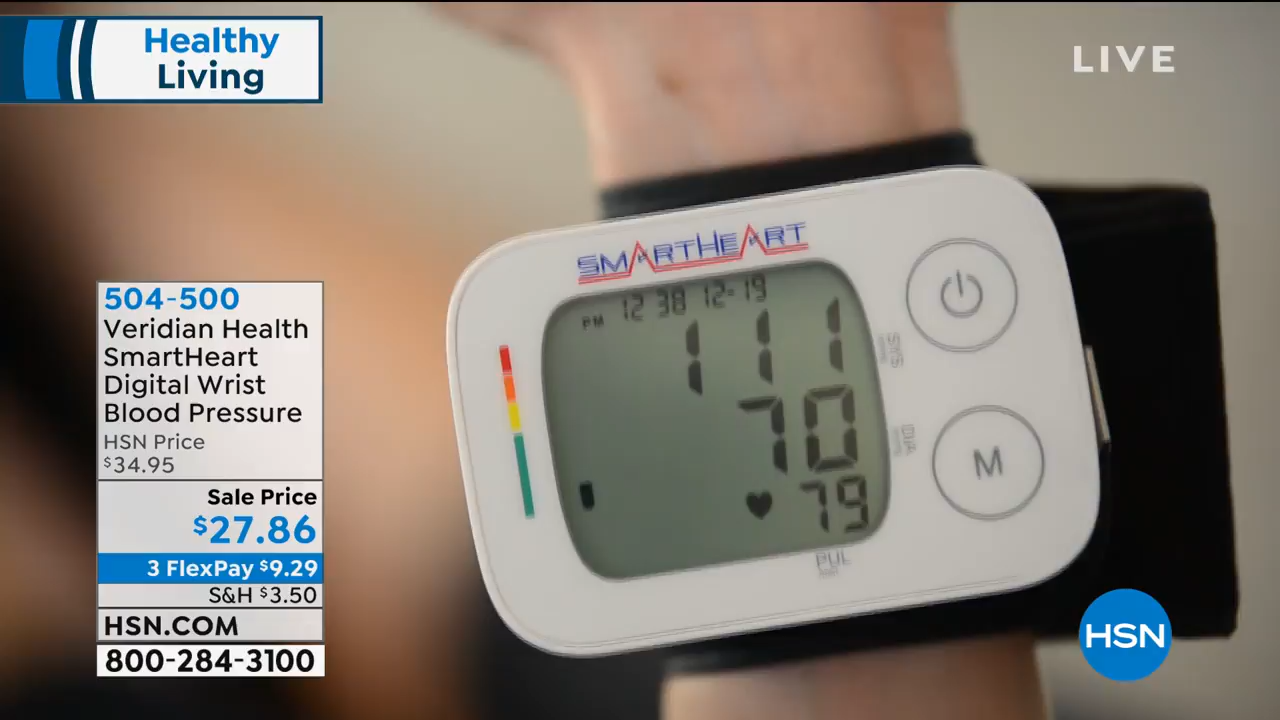 Healthy
Living
LIVE
504-500
Veridian Health
SmartHeart
Digital Wrist
Blood Pressure
HSN Price
$34.95
Sale Price
$27.86
3 FlexPay $9.29
S&H $3.50
HSN.COM
800-284-3100
SMARTHEART
PM 12 38 12-19
111
SYS
70
DIA
79
PUL
M
HSN